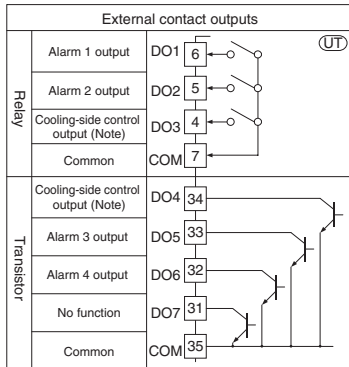 External contact outputs
UT
Relay
Alarm 1 output DO1 6
Alarm 2 output DO2 5
Cooling-side control
output (Note) DO3 4
Common COM 7
Transistor
Cooling-side control
output (Note) DO4 34
Alarm 3 output DO5 33
Alarm 4 output DO6 32
No function DO7 31
Common COM 35